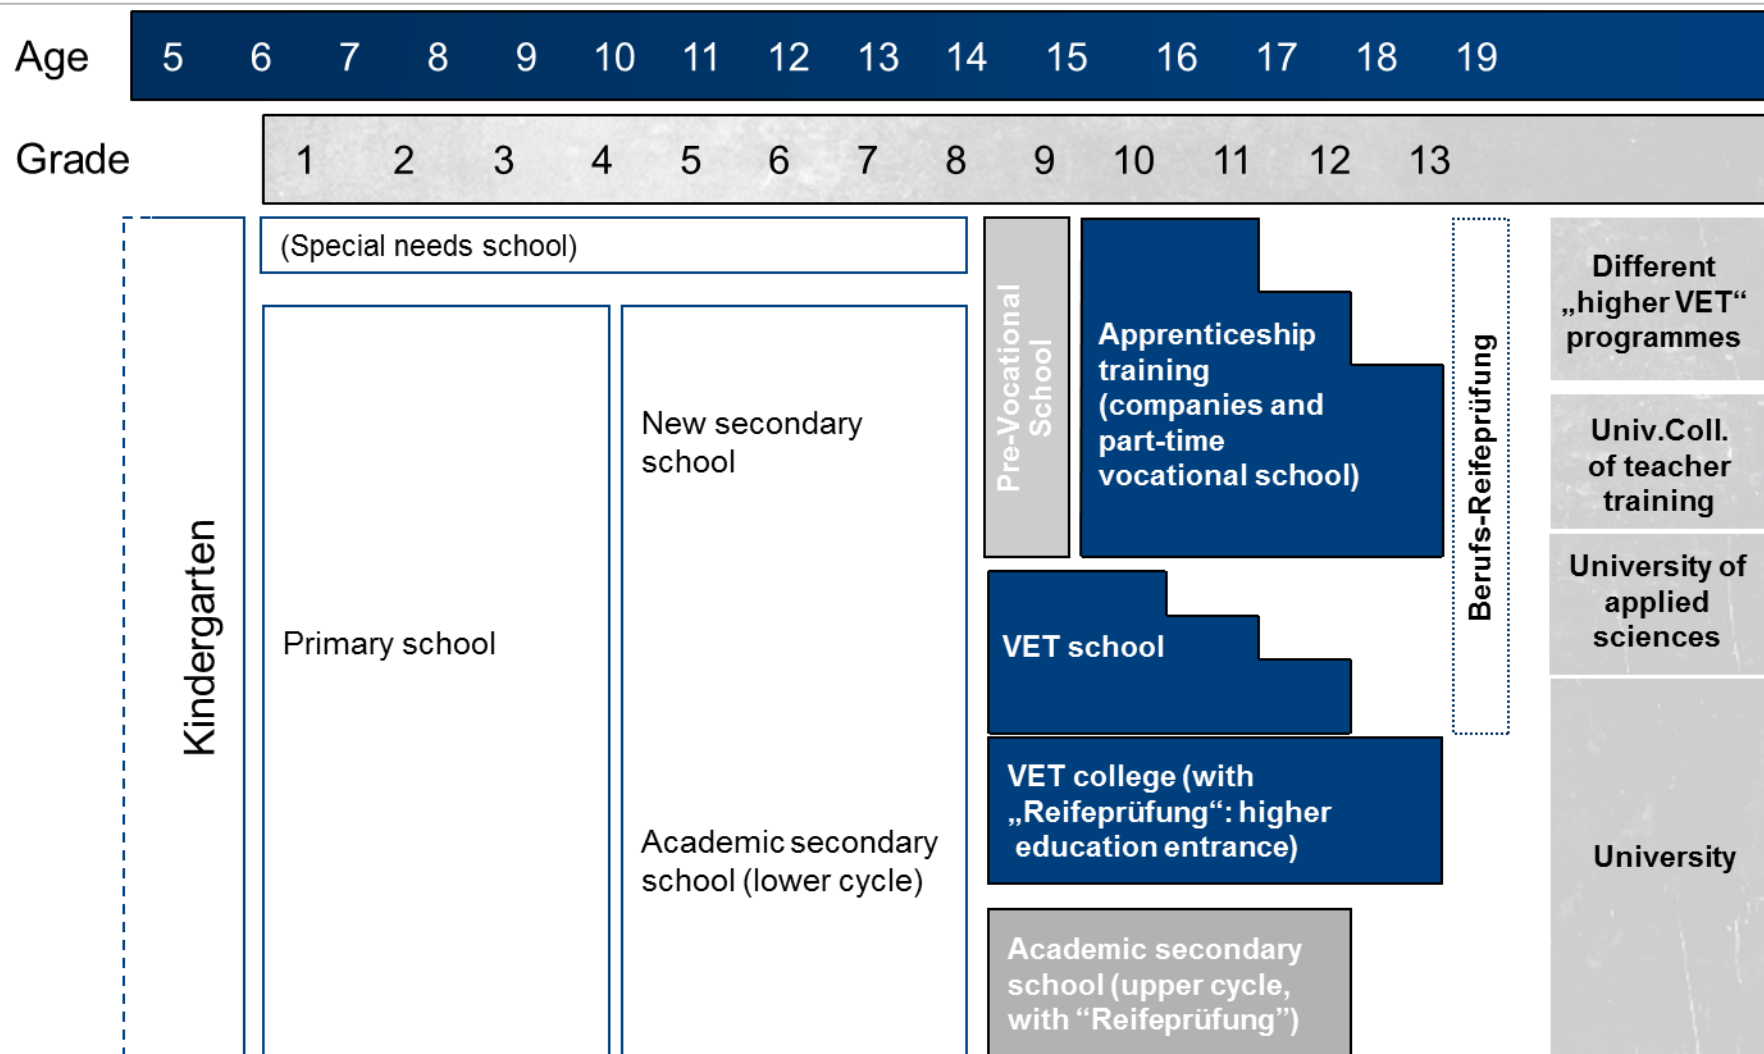 Age 5 6 7 8 9 10 11 12 13 14 15 16 17 18 19
Grade 1 2 3 4 5 6 7 8 9 10 11 12 13
Kindergarten
(Special needs school)
Primary school
New secondary
school
Academic secondary
school (lower cycle)
Pre-Vocational
School
Apprenticeship
training
(companies and
part-time
vocational school)
VET school
VET college (with
„Reifeprüfung“: higher
education entrance)
Academic secondary
school (upper cycle,
with “Reifeprüfung”)
Berufs-Reifeprüfung
Different
„higher VET“
programmes
Univ.Coll.
of teacher
training
University of
applied
sciences
University